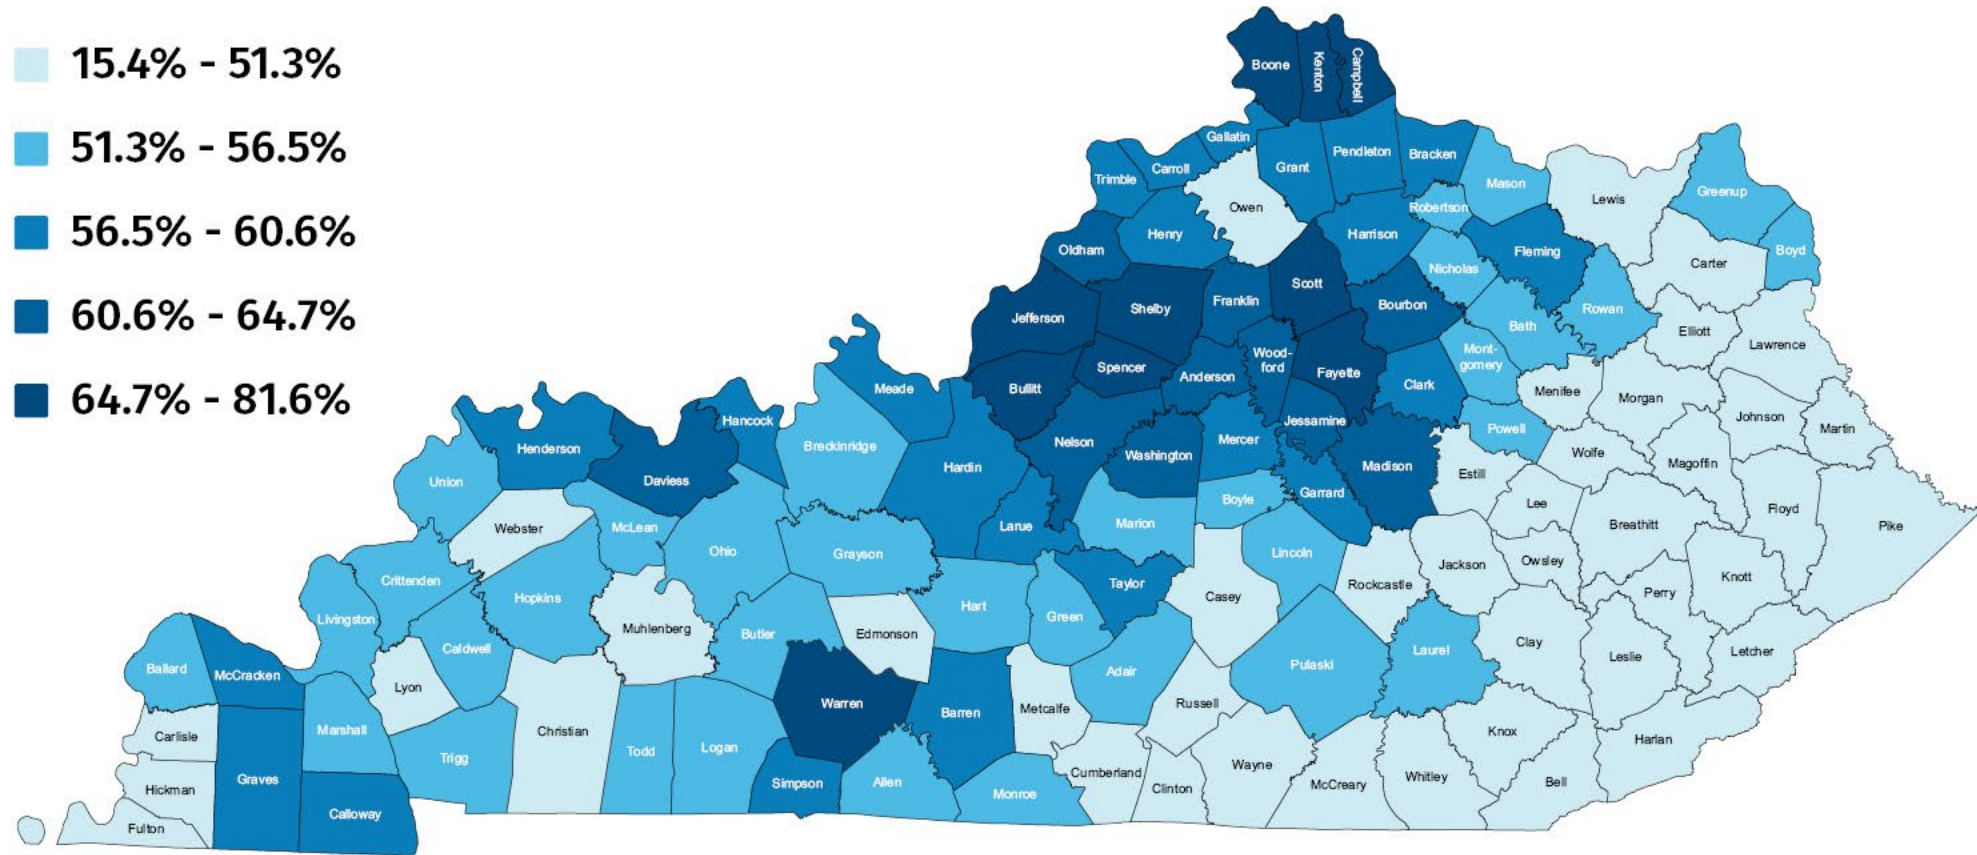 15.4% - 51.3%
51.3% - 56.5%
56.5% - 60.6%
60.6% - 64.7%
64.7% - 81.6%
Boone
Kenton
Campbell
Gallatin
Carroll
Trimble
Grant
Pendleton
Bracken
Mason
Lewis
Greenup
Owen
Robertson
Henry
Harrison
Oldham
Fleming
Boyd
Nicholas
Carter
Scott
Franklin
Shelby
Jefferson
Bourbon
Rowan
Bath
Elliott
Lawrence
Wood-
ford
Mont-
gomery
Spencer
Anderson
Fayette
Bullitt
Clark
Meade
Menifee
Morgan
Johnson
Martin
Hancock
Jessamine
Powell
Nelson
Mercer
Washington
Breckinridge
Henderson
Hardin
Madison
Wolfe
Magoffin
Estill
Union
Daviess
Garrard
Boyle
Lee
Floyd
Pike
Breathitt
Webster
McLean
Larue
Marion
Ohio
Grayson
Lincoln
Jackson
Owsley
Knott
Crittenden
Taylor
Rockcastle
Perry
Hopkins
Hart
Casey
Livingston
Green
Muhlenberg
Butler
Edmonson
Clay
Caldwell
Laurel
Letcher
Leslie
Ballard
McCracken
Pulaski
Adair
Lyon
Warren
Russell
Metcalfe
Barren
Marshall
Christian
Knox
Carlisle
Harlan
Todd
Logan
Trigg
Wayne
Cumberland
Whitley
Graves
Simpson
Allen
Bell
McCreary
Hickman
Clinton
Monroe
Calloway
Fulton